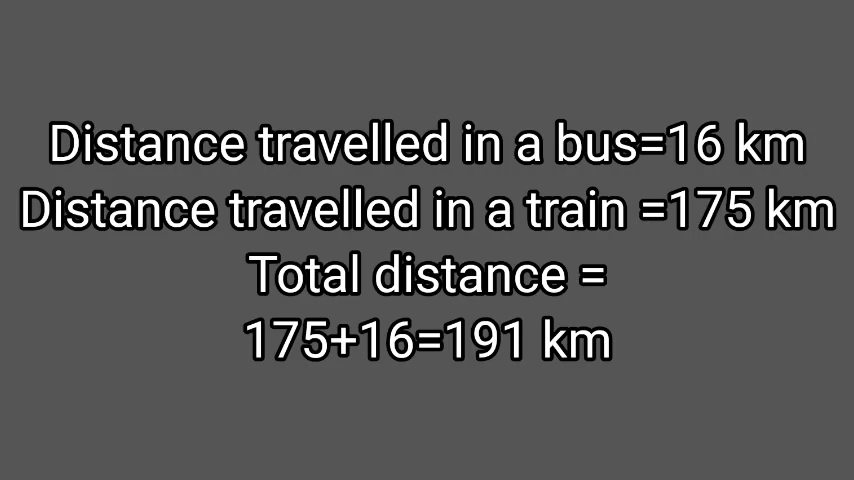 Distance travelled in a bus=16 km
Distance travelled in a train =175 km
Total distance =
175+16=191 km